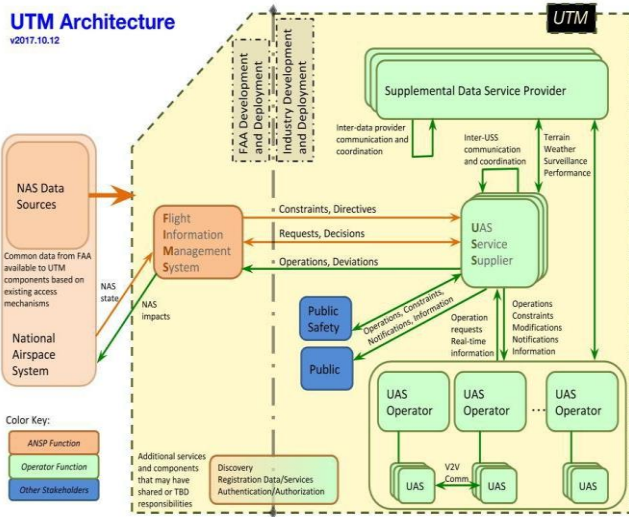 UTM Architecture
v2017.10.12
UTM
FAA Development
and Deployment
Industry Development
and Deployment
Supplemental Data Service Provider
Inter-data provider
communication and
coordination
Inter-USS
communication
and coordination
Terrain
Weather
Surveillance
Performance
NAS Data
Sources
Common data from FAA
available to UTM
components based on
existing access
mechanisms
National
Airspace
System
NAS
state
NAS
impacts
Flight
Information
Management
System
Constraints, Directives
Requests, Decisions
Operations, Deviations
UAS
Service
Supplier
Public
Safety
Public
Operations, Constraints,
Notifications, Information
Operation
requests
Real-time
information
Operations
Constraints
Modifications
Notifications
Information
UAS
Operator
UAS
Operator
...
UAS
Operator
UAS
V2V
Comm.
UAS
UAS
Color Key:
ANSP Function
Operator Function
Other Stakeholders
Additional services
and components
that may have
shared or TBD
responsibilities
Discovery
Registration Data/Services
Authentication/Authorization